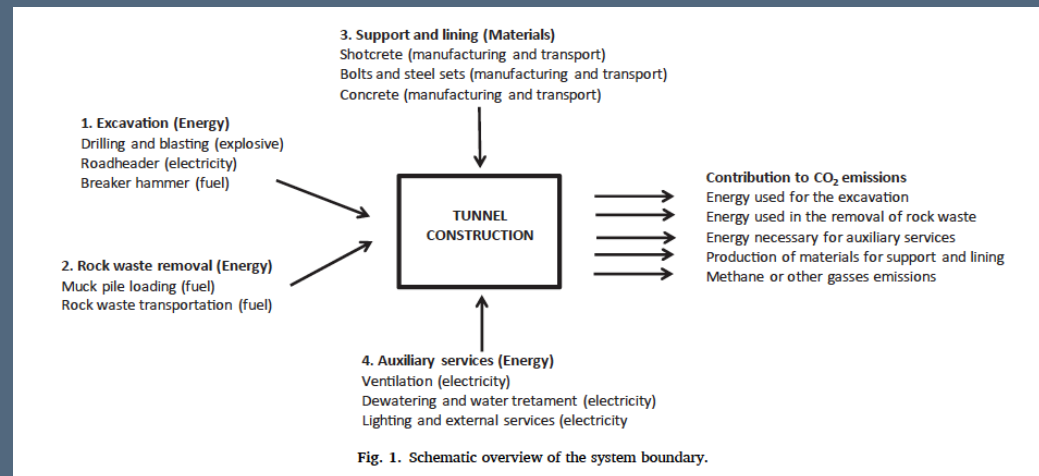 3. Support and lining (Materials)
Shotcrete (manufacturing and transport)
Bolts and steel sets (manufacturing and transport)
Concrete (manufacturing and transport)
1. Excavation (Energy)
Drilling and blasting (explosive)
Roadheader (electricity)
Breaker hammer (fuel)
2. Rock waste removal (Energy)
Muck pile loading (fuel)
Rock waste transportation (fuel)
TUNNEL
CONSTRUCTION
Contribution to CO₂ emissions
Energy used for the excavation
Energy used in the removal of rock waste
Energy necessary for auxiliary services
Production of materials for support and lining
Methane or other gasses emissions
4. Auxiliary services (Energy)
Ventilation (electricity)
Dewatering and water tretament (electricity)
Lighting and external services (electricity
Fig. 1. Schematic overview of the system boundary.